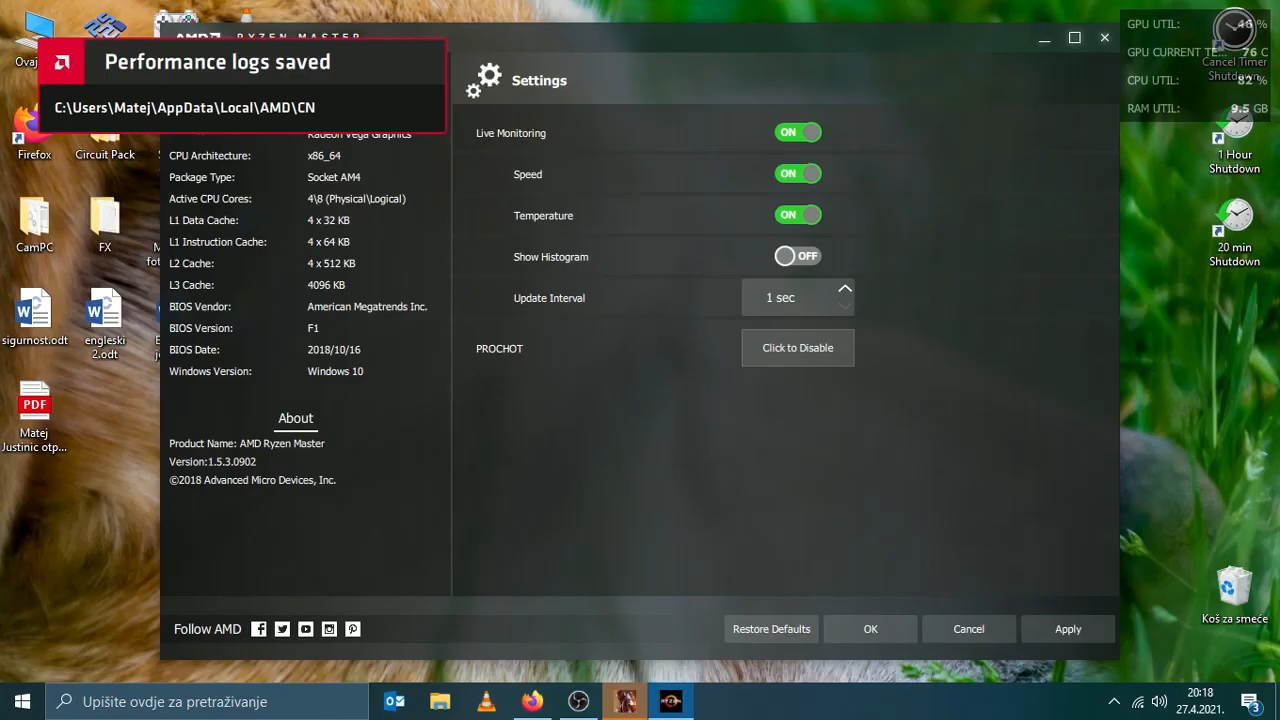 Performance logs saved
C:\Users\Matej\AppData\Local\AMD\CN
Radeon Vega Graphics
CPU Architecture: x86_64
Package Type: Socket AM4
Active CPU Cores: 4\8 (Physical\Logical)
L1 Data Cache: 4 x 32 KB
L1 Instruction Cache: 4 x 64 KB
L2 Cache: 4 x 512 KB
L3 Cache: 4096 KB
BIOS Vendor: American Megatrends Inc.
BIOS Version: F1
BIOS Date: 2018/10/16
Windows Version: Windows 10
About
Product Name: AMD Ryzen Master
Version:1.5.3.0902
©2018 Advanced Micro Devices, Inc.
Follow AMD
Settings
Live Monitoring ON
Speed ON
Temperature ON
Show Histogram OFF
Update Interval 1 sec
PROCHOT Click to Disable
Restore Defaults OK Cancel Apply
GPU UTIL: 46 %
GPU CURRENT TE... 76 C
CPU UTIL: 82 %
RAM UTIL: 9.5 GB
Cancel Timer
Shutdown
1 Hour
Shutdown
20 min
Shutdown
Koš za smeće
Firefox
Circuit Pack
CamPC
FX
sigurnost.odt
engleski
2.odt
PDF
Matej
Justinic otp...
Upišite ovdje za pretraživanje
RYZEN
20:18
27.4.2021.
3